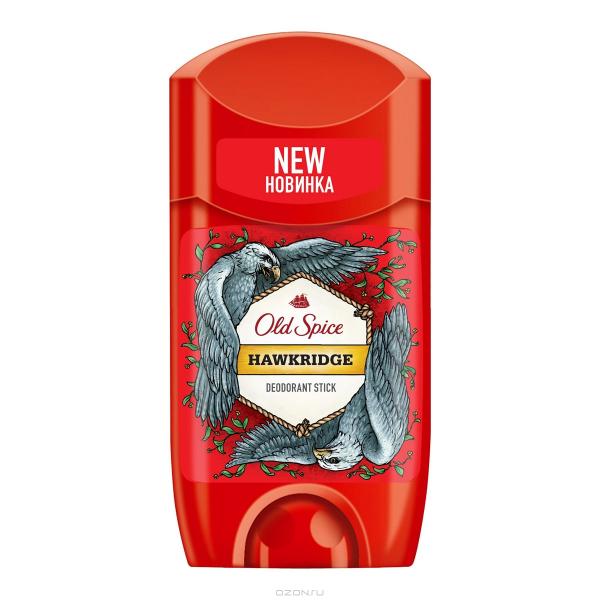 NEW
НОВИНКА
Old Spice
HAWKRIDGE
DEODORANT STICK
ozon.ru